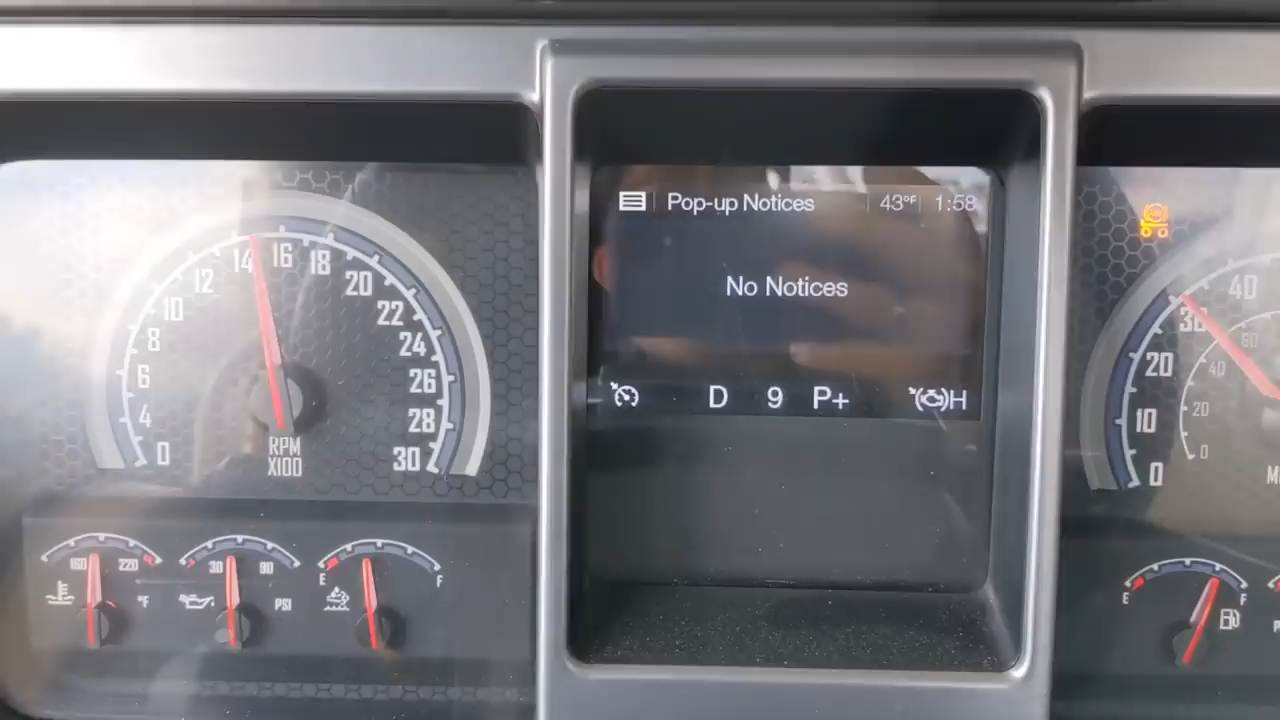 Pop-up Notices 43°F 1:58
No Notices
D 9 P+ H
0 4 6 8 10 12 14 16 18 20 22 24 26 28 30
RPM
X100
160 220
°F
30 90
PSI
E F
0 10 20 30 40
0 20 40 60
E F